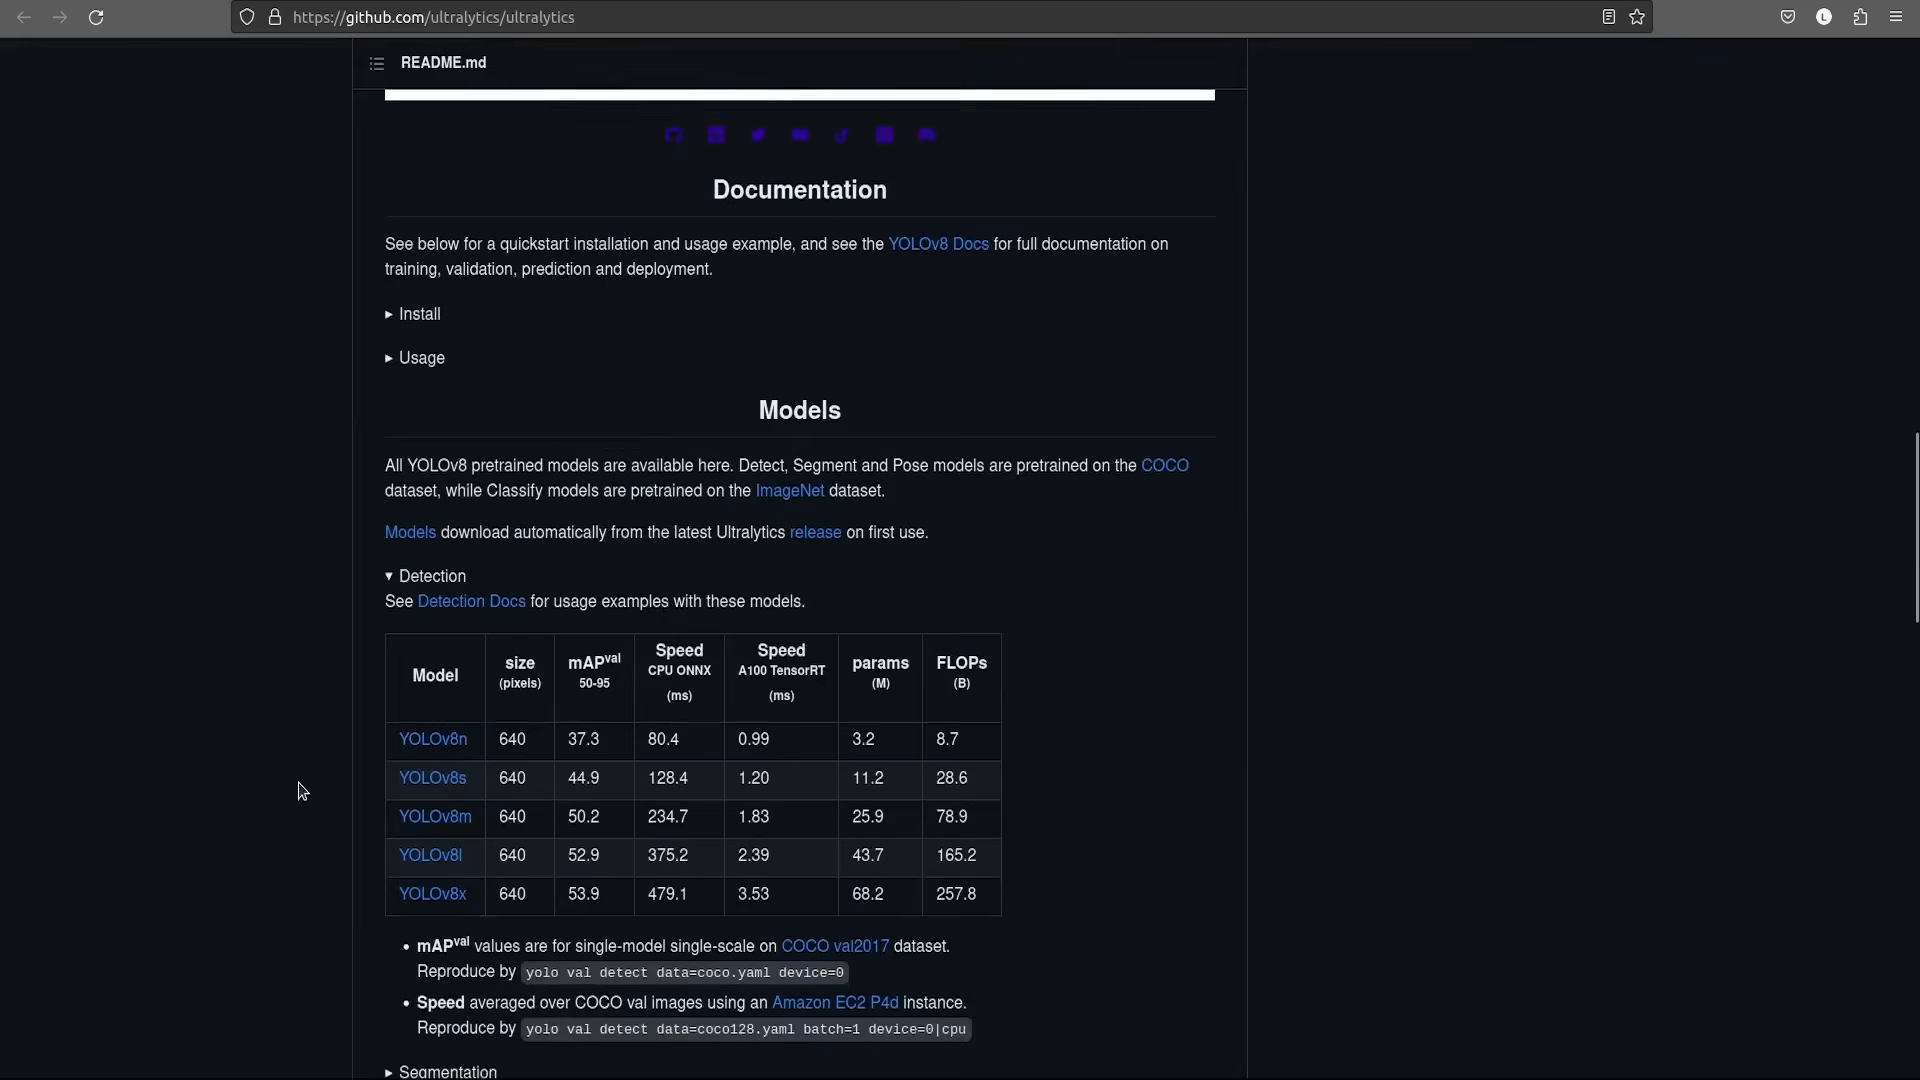 https://github.com/ultralytics/ultralytics
L
README.md
Documentation
See below for a quickstart installation and usage example, and see the YOLOv8 Docs for full documentation on
training, validation, prediction and deployment.
▸ Install
▸ Usage
Models
All YOLOv8 pretrained models are available here. Detect, Segment and Pose models are pretrained on the COCO
dataset, while Classify models are pretrained on the ImageNet dataset.
Models download automatically from the latest Ultralytics release on first use.
▾ Detection
See Detection Docs for usage examples with these models.
Model size (pixels) mAPval 50-95 Speed CPU ONNX (ms) Speed A100 TensorRT (ms) params (M) FLOPs (B)
YOLOv8n 640 37.3 80.4 0.99 3.2 8.7
YOLOv8s 640 44.9 128.4 1.20 11.2 28.6
YOLOv8m 640 50.2 234.7 1.83 25.9 78.9
YOLOv8l 640 52.9 375.2 2.39 43.7 165.2
YOLOv8x 640 53.9 479.1 3.53 68.2 257.8
• mAPval values are for single-model single-scale on COCO val2017 dataset.
Reproduce by yolo val detect data=coco.yaml device=0
• Speed averaged over COCO val images using an Amazon EC2 P4d instance.
Reproduce by yolo val detect data=coco128.yaml batch=1 device=0|cpu
▸ Segmentation